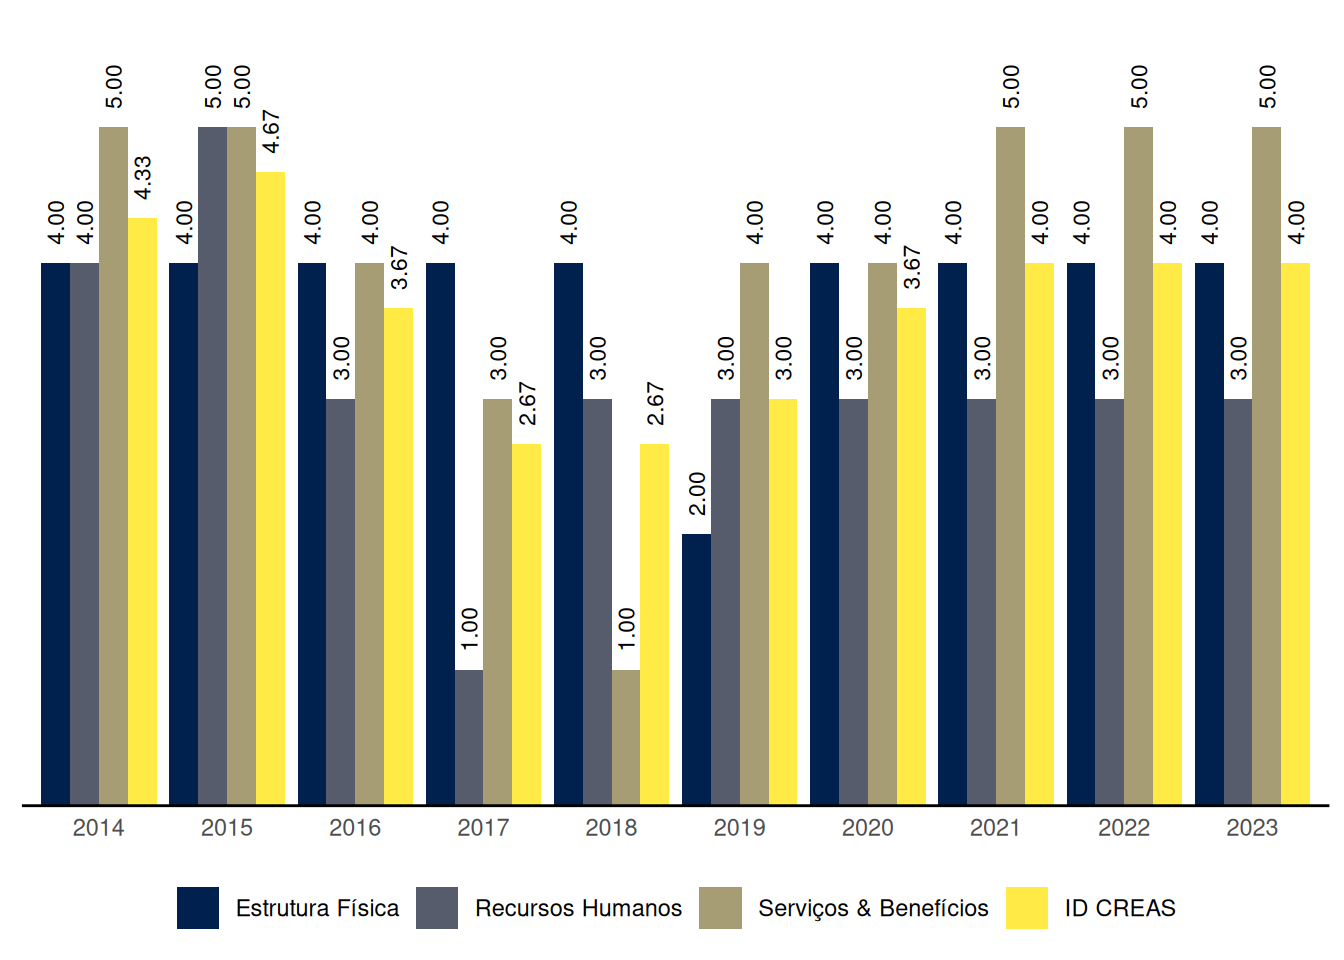 4.00 4.00 5.00 4.33 4.00 5.00 5.00 4.67 4.00 3.00 4.00 3.67 4.00 1.00 3.00 2.67 4.00 3.00 1.00 2.67 2.00 3.00 4.00 3.00 4.00 3.00 4.00 3.67 4.00 3.00 5.00 4.00 4.00 3.00 5.00 4.00 4.00 3.00 5.00 4.00
2014 2015 2016 2017 2018 2019 2020 2021 2022 2023
Estrutura Física Recursos Humanos Serviços & Benefícios ID CREAS